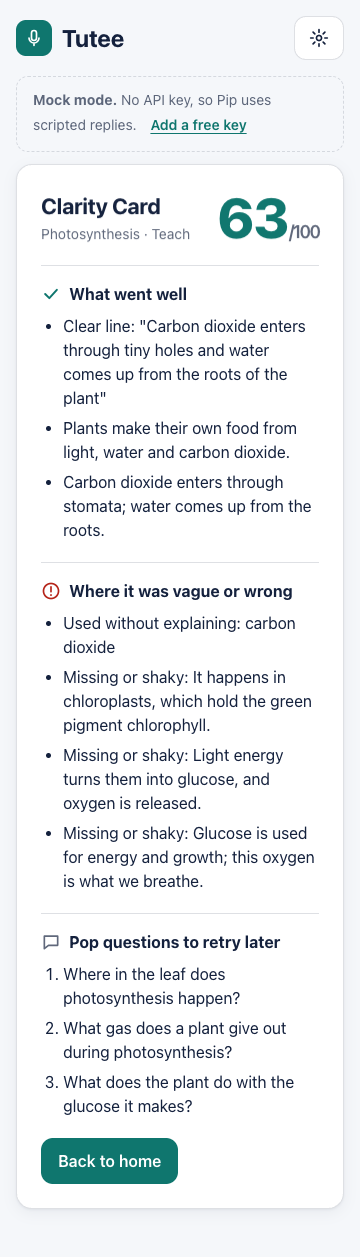 Tutee
Mock mode. No API key, so Pip uses
scripted replies. Add a free key
Clarity Card
Photosynthesis · Teach
63/100
What went well
• Clear line: "Carbon dioxide enters
through tiny holes and water
comes up from the roots of the
plant"
• Plants make their own food from
light, water and carbon dioxide.
• Carbon dioxide enters through
stomata; water comes up from the
roots.
Where it was vague or wrong
• Used without explaining: carbon
dioxide
• Missing or shaky: It happens in
chloroplasts, which hold the green
pigment chlorophyll.
• Missing or shaky: Light energy
turns them into glucose, and
oxygen is released.
• Missing or shaky: Glucose is used
for energy and growth; this oxygen
is what we breathe.
Pop questions to retry later
1. Where in the leaf does
photosynthesis happen?
2. What gas does a plant give out
during photosynthesis?
3. What does the plant do with the
glucose it makes?
Back to home